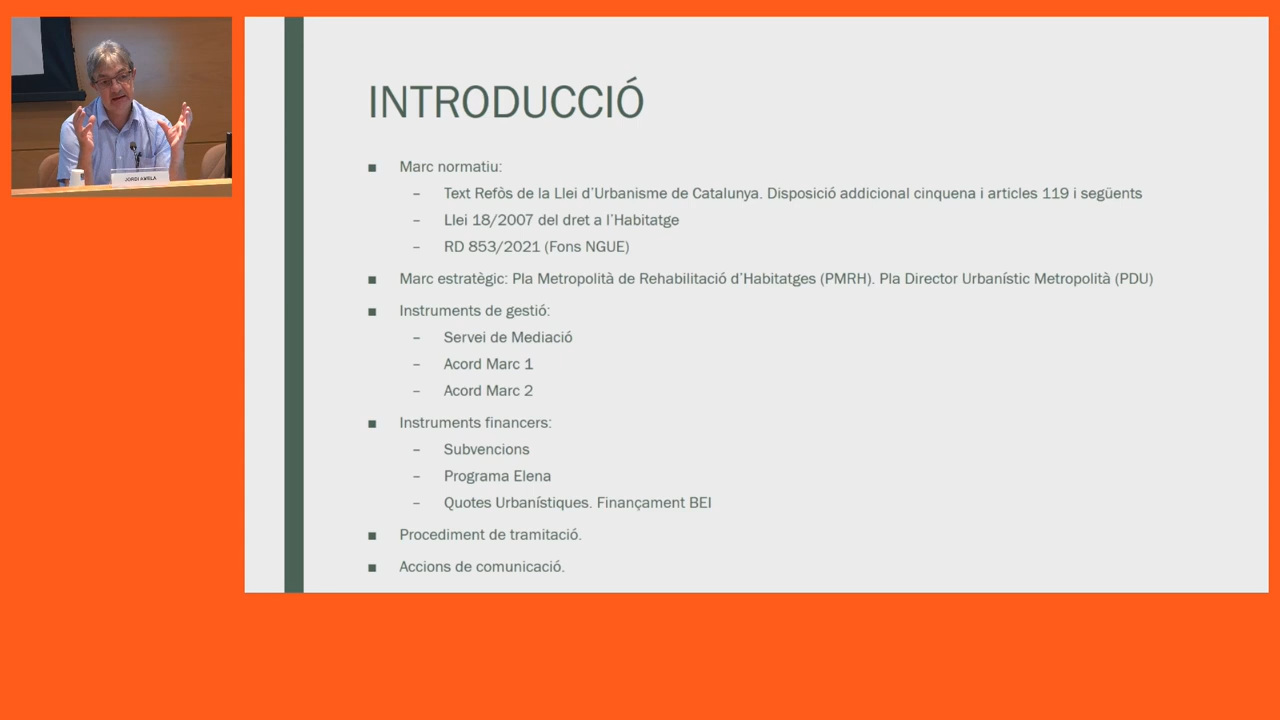 JORDI AMELA
INTRODUCCIÓ
■ Marc normatiu:
– Text Refòs de la Llei d'Urbanisme de Catalunya. Disposició addicional cinquena i articles 119 i següents
– Llei 18/2007 del dret a l'Habitatge
– RD 853/2021 (Fons NGUE)
■ Marc estratègic: Pla Metropolità de Rehabilitació d'Habitatges (PMRH). Pla Director Urbanístic Metropolità (PDU)
■ Instruments de gestió:
– Servei de Mediació
– Acord Marc 1
– Acord Marc 2
■ Instruments financers:
– Subvencions
– Programa Elena
– Quotes Urbanístiques. Finançament BEI
■ Procediment de tramitació.
■ Accions de comunicació.